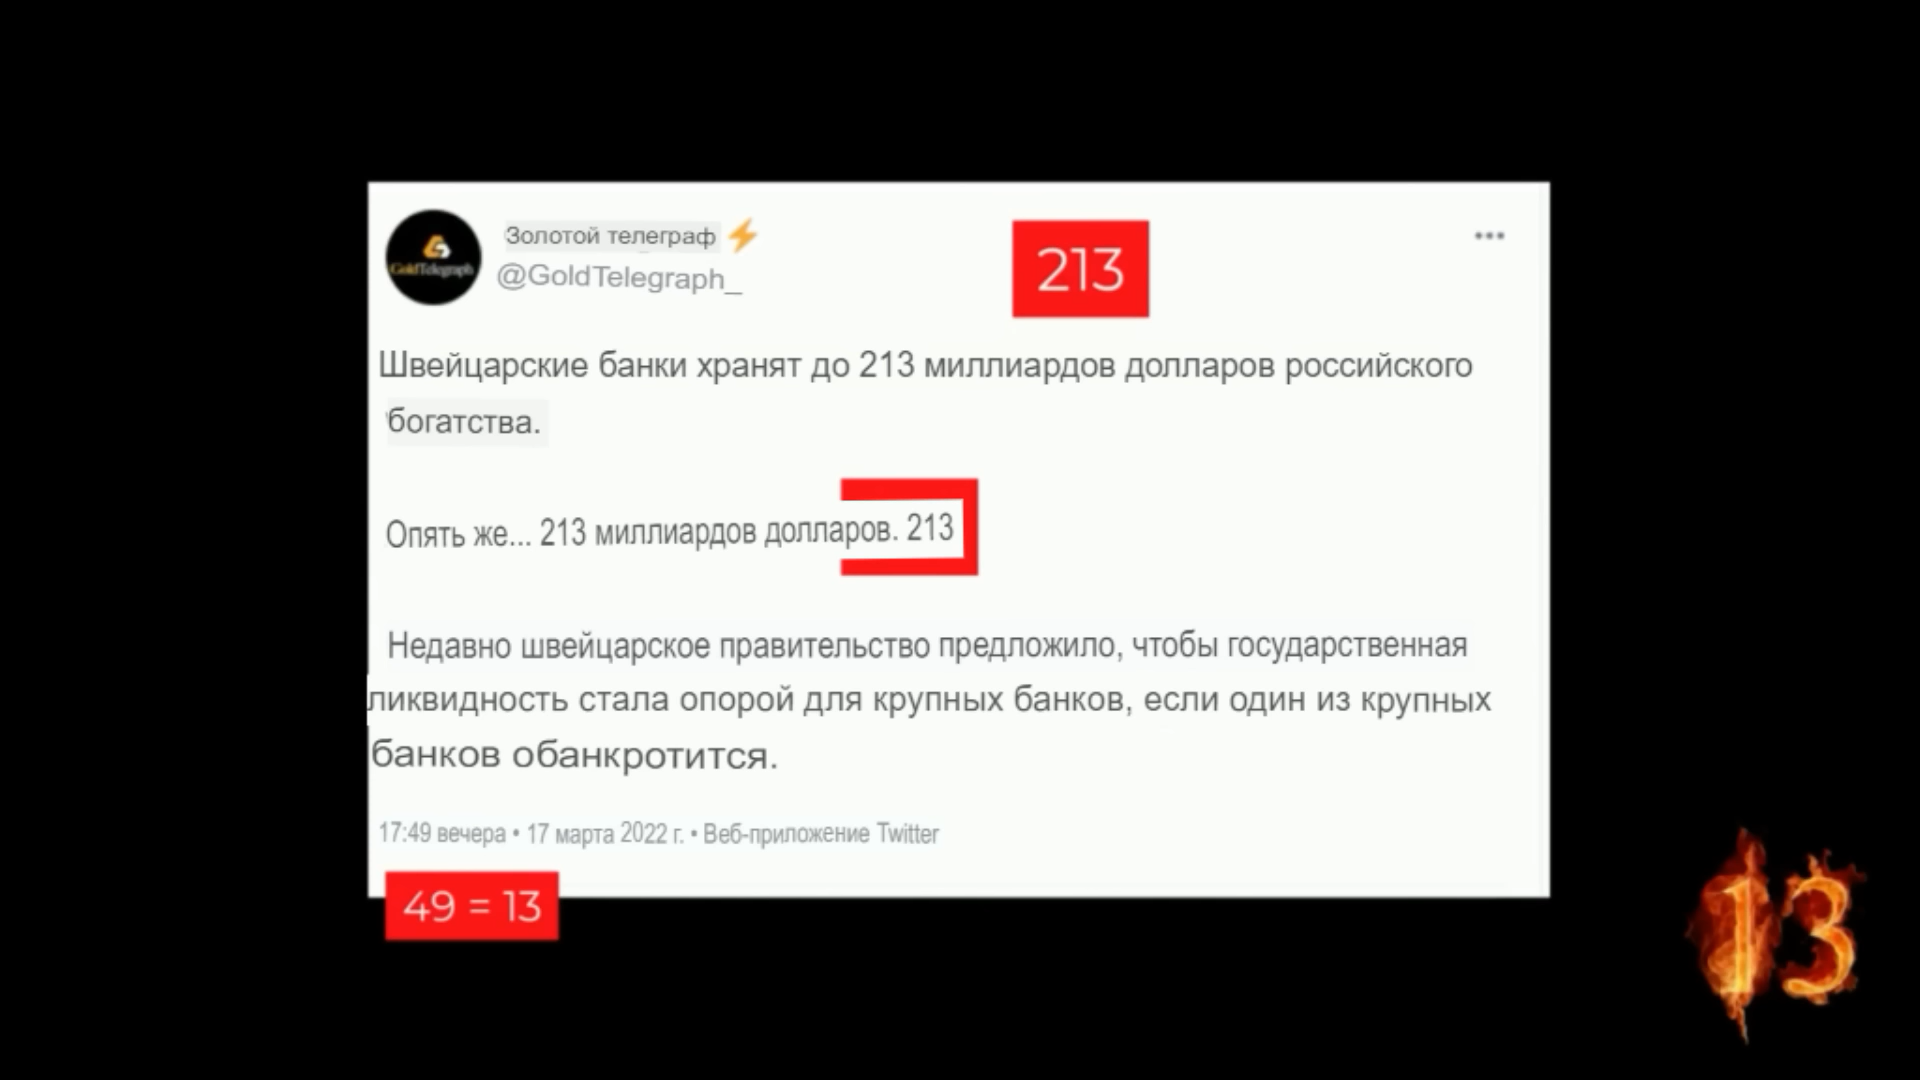 Золотой телеграф
@GoldTelegraph_
GoldTelegraph
213
Швейцарские банки хранят до 213 миллиардов долларов российского
богатства.
Опять же... 213 миллиардов долларов. 213
Недавно швейцарское правительство предложило, чтобы государственная
ликвидность стала опорой для крупных банков, если один из крупных
банков обанкротится.
17:49 вечера • 17 марта 2022 г. • Веб-приложение Twitter
49 = 13
13